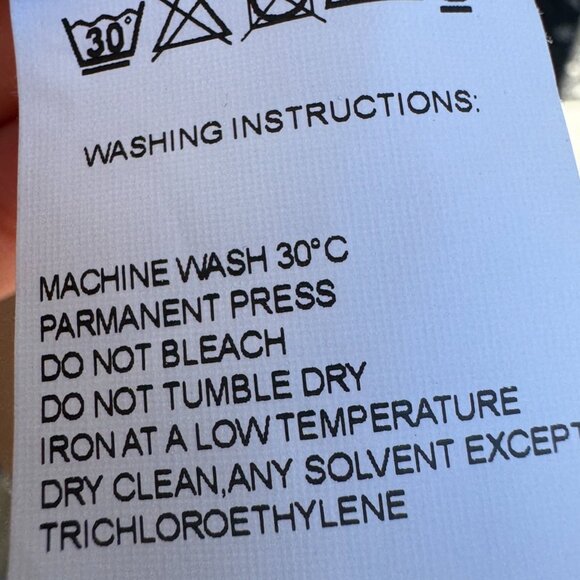 30°
WASHING INSTRUCTIONS:
MACHINE WASH 30°C
PARMANENT PRESS
DO NOT BLEACH
DO NOT TUMBLE DRY
IRON AT A LOW TEMPERATURE
DRY CLEAN,ANY SOLVENT EXCEPT
TRICHLOROETHYLENE